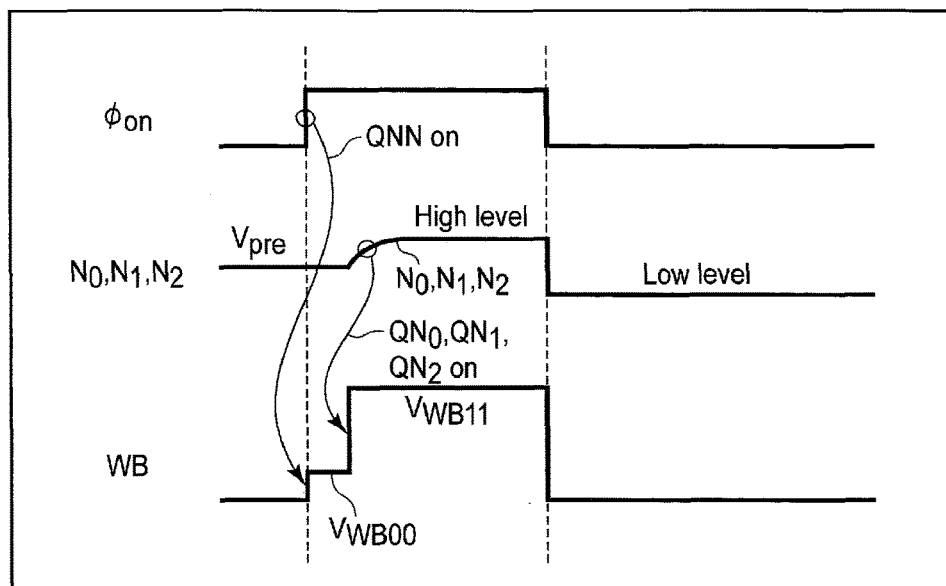 ϕon
QNN on
High level
Vpre
N0,N1,N2
N0,N1,N2
Low level
QN0,QN1,
QN2 on
VWB11
WB
VWB00